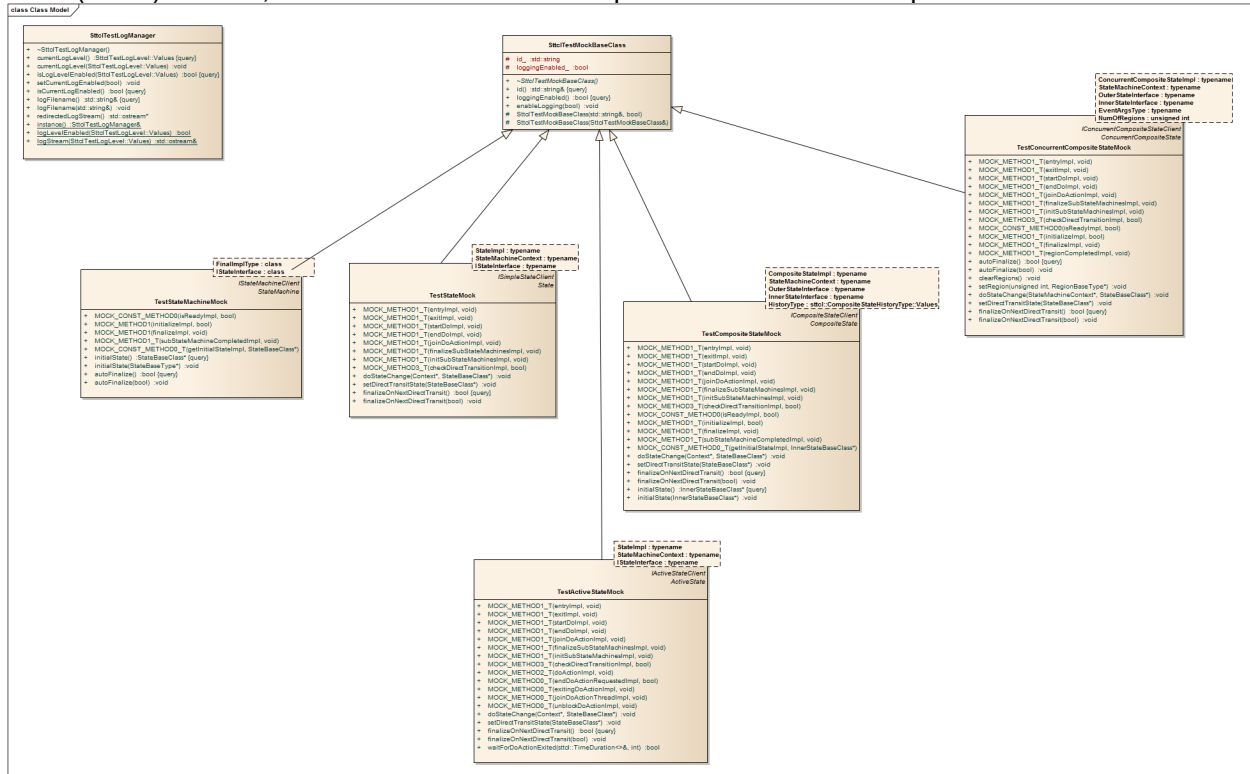 class Class Model
SttclTestLogManager
+ ~SttclTestLogManager()
+ currentLogLevel() :SttclTestLogLevel::Values {query}
+ currentLogLevel(SttclTestLogLevel::Values) :void
+ isLogLevelEnabled(SttclTestLogLevel::Values) :bool {query}
+ setCurrentLogEnabled(bool) :void
+ isCurrentLogEnabled() :bool {query}
+ logFilename() :std::string& {query}
+ logFilename(std::string&) :void
+ redirectedLogStream() :std::ostream*
+ instance() :SttclTestLogManager&
+ logLevelEnabled(SttclTestLogLevel::Values) :bool
+ logStream(SttclTestLogLevel::Values) :std::ostream&
SttclTestMockBaseClass
# id_ :std::string
# loggingEnabled_ :bool
+ ~SttclTestMockBaseClass()
+ id() :string& {query}
+ loggingEnabled() :bool {query}
+ enableLogging(bool) :void
# SttclTestMockBaseClass(std::string&, bool)
# SttclTestMockBaseClass(SttclTestMockBaseClass&)
ConcurrentCompositeStateImpl : typename
StateMachineContext : typename
OuterStateInterface : typename
InnerStateInterface : typename
EventArgsType : typename
NumOfRegions : unsigned int
IConcurrentCompositeStateClient
ConcurrentCompositeState
TestConcurrentCompositeStateMock
+ MOCK_METHOD1_T(entryImpl, void)
+ MOCK_METHOD1_T(exitImpl, void)
+ MOCK_METHOD1_T(startDoImpl, void)
+ MOCK_METHOD1_T(endDoImpl, void)
+ MOCK_METHOD1_T(joinDoActionImpl, void)
+ MOCK_METHOD1_T(finalizeSubStateMachinesImpl, void)
+ MOCK_METHOD1_T(initSubStateMachinesImpl, void)
+ MOCK_METHOD3_T(checkDirectTransitionImpl, bool)
+ MOCK_CONST_METHOD0(isReadyImpl, bool)
+ MOCK_METHOD1_T(initializeImpl, bool)
+ MOCK_METHOD1_T(finalizeImpl, void)
+ MOCK_METHOD1_T(regionCompletedImpl, void)
+ autoFinalize() :bool {query}
+ autoFinalize(bool) :void
+ clearRegions() :void
+ setRegion(unsigned int, RegionBaseType*) :void
+ doStateChange(StateMachineContext*, StateBaseClass*) :void
+ setDirectTransitState(StateBaseClass*) :void
+ finalizeOnNextDirectTransit() :bool {query}
+ finalizeOnNextDirectTransit(bool) :void
FinalImplType : class
IStateInterface : class
IStateMachineClient
StateMachine
TestStateMachineMock
+ MOCK_CONST_METHOD0(isReadyImpl, bool)
+ MOCK_METHOD1(initializeImpl, bool)
+ MOCK_METHOD1(finalizeImpl, void)
+ MOCK_METHOD1_T(subStateMachineCompletedImpl, void)
+ MOCK_CONST_METHOD0_T(getInitialStateImpl, StateBaseClass*)
+ initialState() :StateBaseClass* {query}
+ initialState(StateBaseType*) :void
+ autoFinalize() :bool {query}
+ autoFinalize(bool) :void
StateImpl : typename
StateMachineContext : typename
IStateInterface : typename
ISimpleStateClient
State
TestStateMock
+ MOCK_METHOD1_T(entryImpl, void)
+ MOCK_METHOD1_T(exitImpl, void)
+ MOCK_METHOD1_T(startDoImpl, void)
+ MOCK_METHOD1_T(endDoImpl, void)
+ MOCK_METHOD1_T(joinDoActionImpl, void)
+ MOCK_METHOD1_T(finalizeSubStateMachinesImpl, void)
+ MOCK_METHOD1_T(initSubStateMachinesImpl, void)
+ MOCK_METHOD3_T(checkDirectTransitionImpl, bool)
+ doStateChange(Context*, StateBaseClass*) :void
+ setDirectTransitState(StateBaseClass*) :void
+ finalizeOnNextDirectTransit() :bool {query}
+ finalizeOnNextDirectTransit(bool) :void
CompositeStateImpl : typename
StateMachineContext : typename
OuterStateInterface : typename
InnerStateInterface : typename
HistoryType : sttcl::CompositeStateHistoryType::Values
ICompositeStateClient
CompositeState
TestCompositeStateMock
+ MOCK_METHOD1_T(entryImpl, void)
+ MOCK_METHOD1_T(exitImpl, void)
+ MOCK_METHOD1_T(startDoImpl, void)
+ MOCK_METHOD1_T(endDoImpl, void)
+ MOCK_METHOD1_T(joinDoActionImpl, void)
+ MOCK_METHOD1_T(finalizeSubStateMachinesImpl, void)
+ MOCK_METHOD1_T(initSubStateMachinesImpl, void)
+ MOCK_METHOD3_T(checkDirectTransitionImpl, bool)
+ MOCK_CONST_METHOD0(isReadyImpl, bool)
+ MOCK_METHOD1_T(initializeImpl, bool)
+ MOCK_METHOD1_T(finalizeImpl, void)
+ MOCK_METHOD1_T(subStateMachineCompletedImpl, void)
+ MOCK_CONST_METHOD0_T(getInitialStateImpl, InnerStateBaseClass*)
+ doStateChange(Context*, StateBaseClass*) :void
+ setDirectTransitState(StateBaseClass*) :void
+ finalizeOnNextDirectTransit() :bool {query}
+ finalizeOnNextDirectTransit(bool) :void
+ initialState() :InnerStateBaseClass* {query}
+ initialState(InnerStateBaseClass*) :void
StateImpl : typename
StateMachineContext : typename
IStateInterface : typename
IActiveStateClient
ActiveState
TestActiveStateMock
+ MOCK_METHOD1_T(entryImpl, void)
+ MOCK_METHOD1_T(exitImpl, void)
+ MOCK_METHOD1_T(startDoImpl, void)
+ MOCK_METHOD1_T(endDoImpl, void)
+ MOCK_METHOD1_T(joinDoActionImpl, void)
+ MOCK_METHOD1_T(finalizeSubStateMachinesImpl, void)
+ MOCK_METHOD1_T(initSubStateMachinesImpl, void)
+ MOCK_METHOD3_T(checkDirectTransitionImpl, bool)
+ MOCK_METHOD2_T(doActionImpl, void)
+ MOCK_METHOD0_T(endDoActionRequestedImpl, bool)
+ MOCK_METHOD0_T(exitingDoActionImpl, void)
+ MOCK_METHOD0_T(joinDoActionThreadImpl, void)
+ MOCK_METHOD0_T(unblockDoActionImpl, void)
+ doStateChange(Context*, StateBaseClass*) :void
+ setDirectTransitState(StateBaseClass*) :void
+ finalizeOnNextDirectTransit() :bool {query}
+ finalizeOnNextDirectTransit(bool) :void
+ waitForDoActionExited(sttcl::TimeDuration<>&, int) :bool